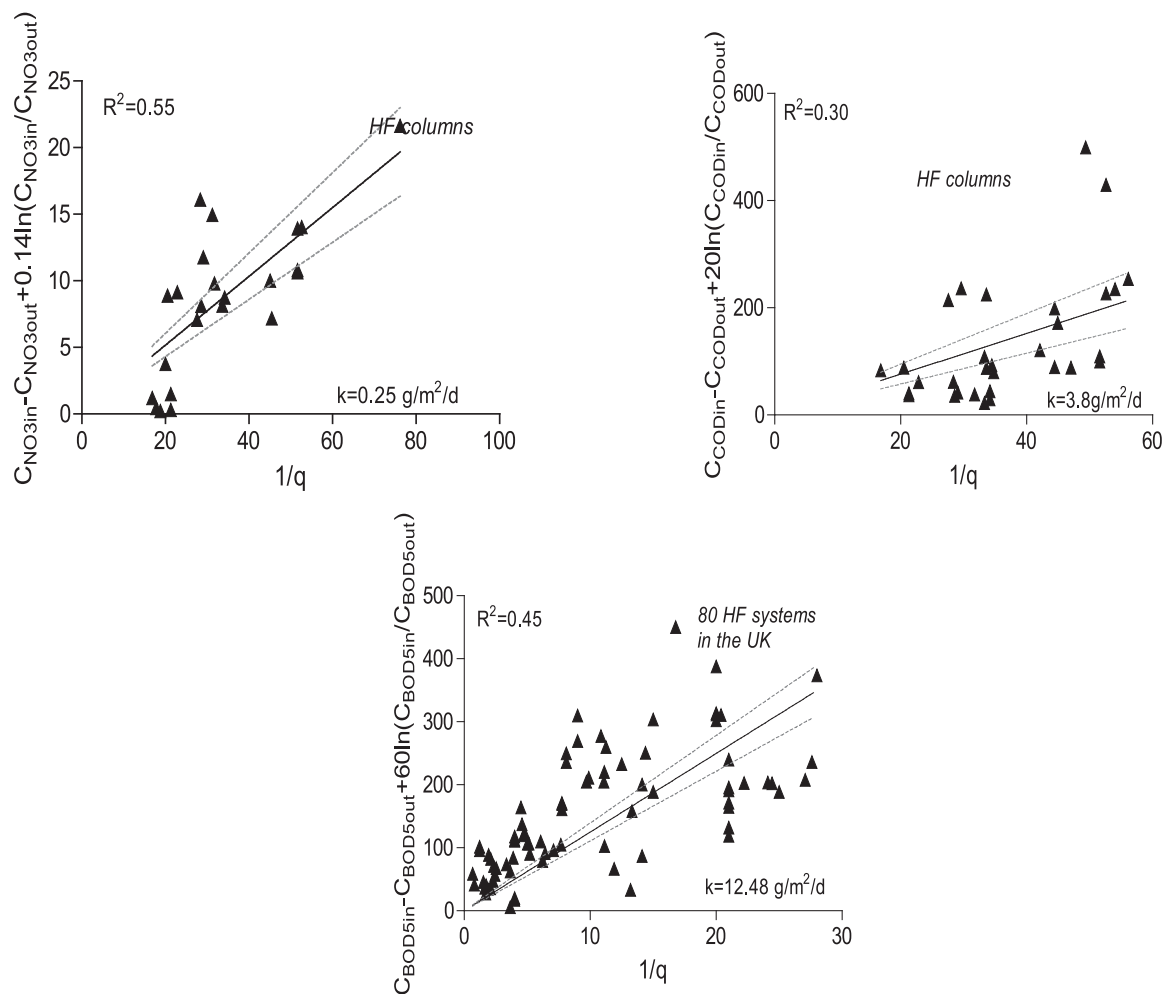 C_NO3in-C_NO3out+0.14ln(C_NO3in/C_NO3out)
R²=0.55
HF columns
k=0.25 g/m²/d
25
20
15
10
5
0
0 20 40 60 80 100
1/q
C_CODin-C_CODout+20ln(C_CODin/C_CODout)
R²=0.30
HF columns
k=3.8g/m²/d
600
400
200
0
0 20 40 60
1/q
C_BOD5in-C_BOD5out+60ln(C_BOD5in/C_BOD5out)
R²=0.45
80 HF systems
in the UK
k=12.48 g/m²/d
500
400
300
200
100
0
0 10 20 30
1/q